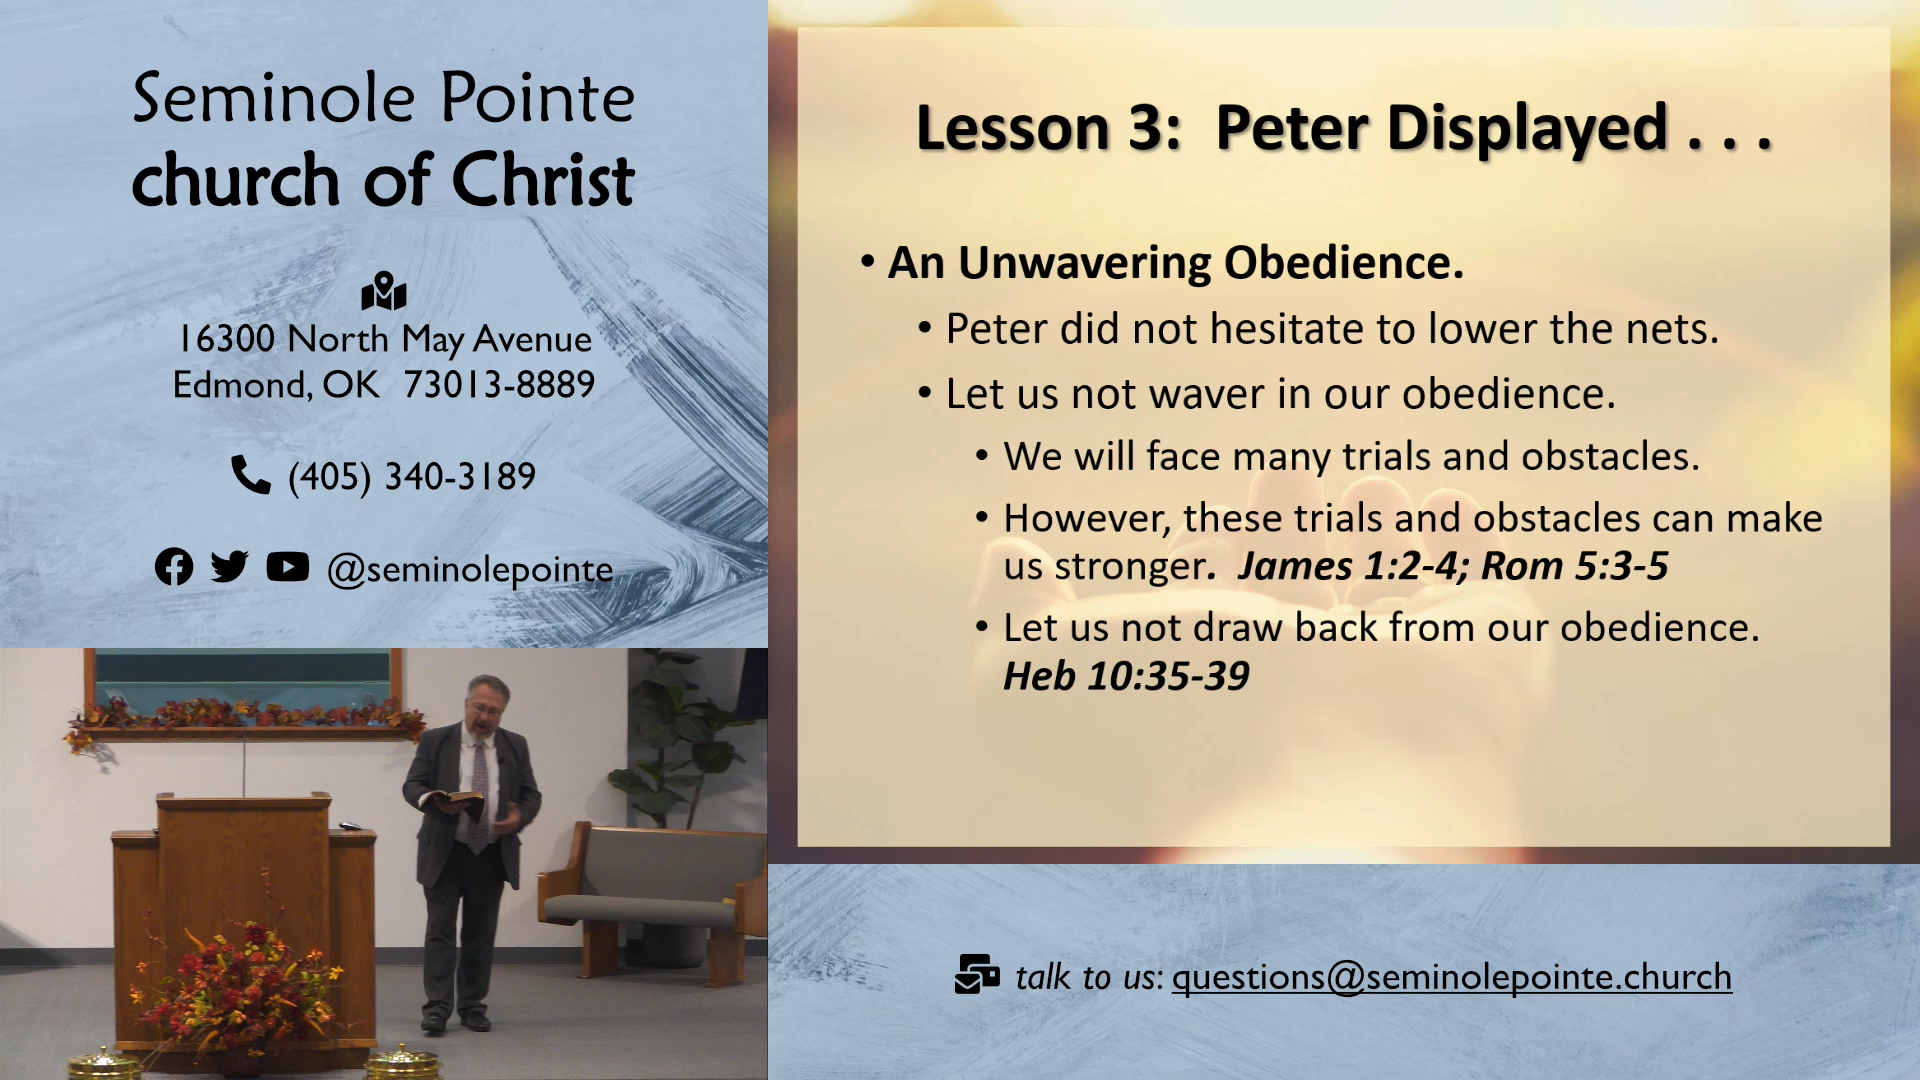 Seminole Pointe
church of Christ
16300 North May Avenue
Edmond, OK 73013-8889
(405) 340-3189
@seminolepointe
Lesson 3: Peter Displayed . . .
• An Unwavering Obedience.
• Peter did not hesitate to lower the nets.
• Let us not waver in our obedience.
• We will face many trials and obstacles.
• However, these trials and obstacles can make
us stronger. James 1:2-4; Rom 5:3-5
• Let us not draw back from our obedience.
Heb 10:35-39
talk to us: questions@seminolepointe.church